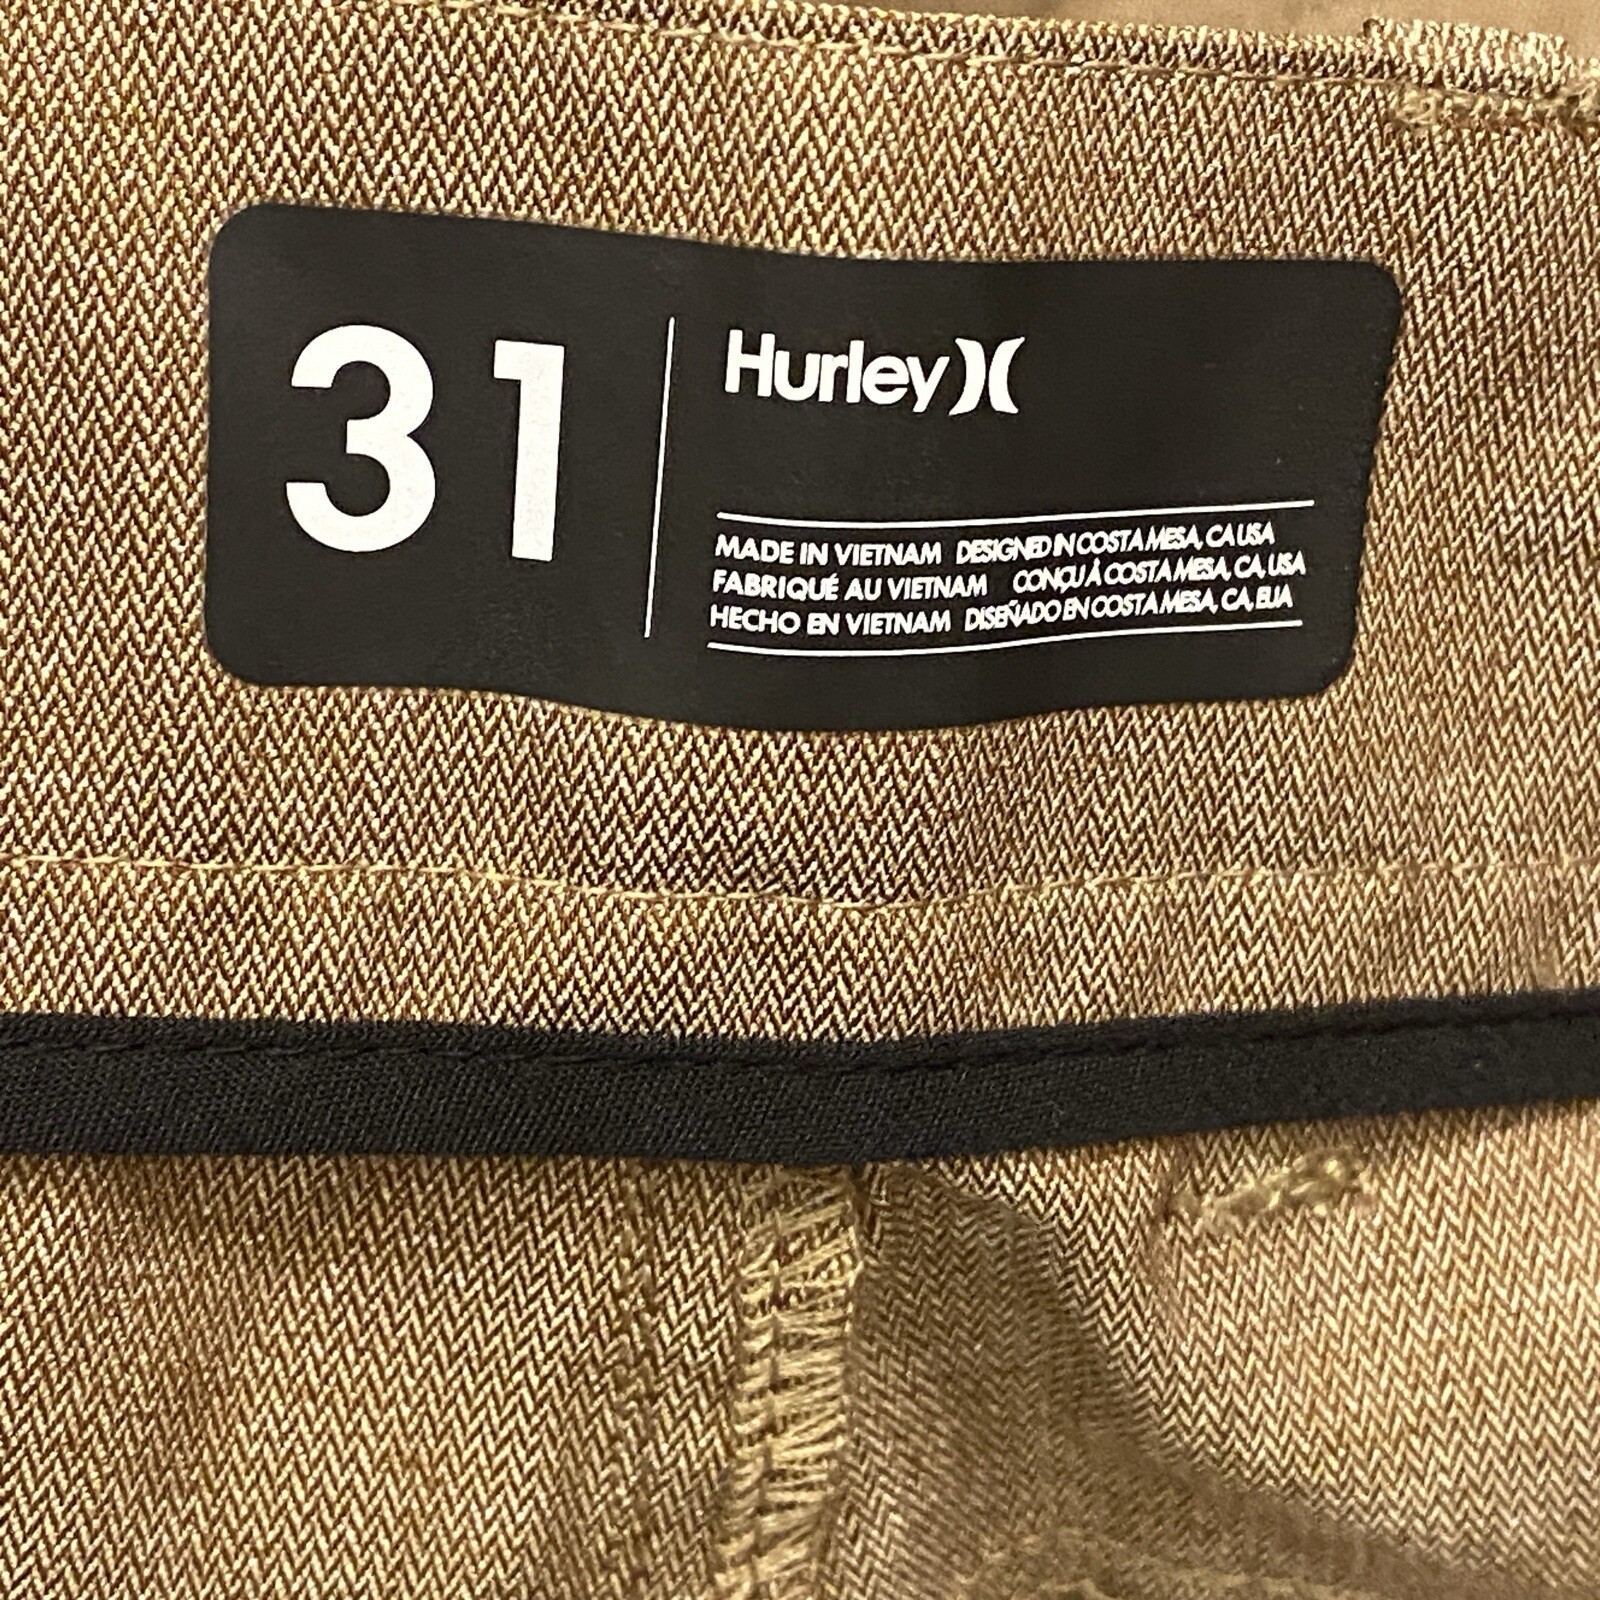 31
Hurley
MADE IN VIETNAM DESIGNED IN COSTA MESA, CA USA
FABRIQUÉ AU VIETNAM CONÇU À COSTA MESA, CA, USA
HECHO EN VIETNAM DISEÑADO EN COSTA MESA, CA, EUA